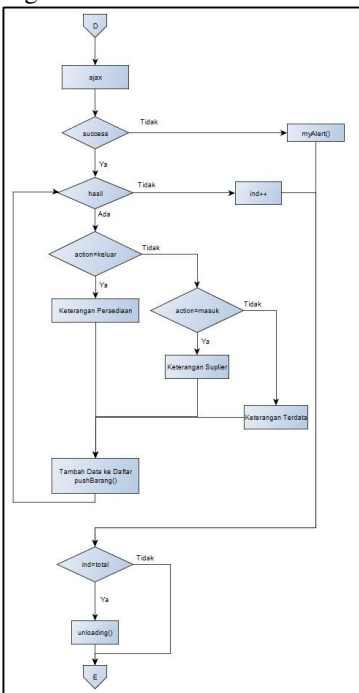 D
ajax
success
Tidak
myAlert()
Ya
hasil
Tidak
ind++
Ada
action=keluar
Tidak
Ya
Keterangan Persediaan
action=masuk
Tidak
Ya
Keterangan Suplier
Keterangan Terdata
Tambah Data ke Daftar
pushBarang()
ind=total
Tidak
Ya
unloading()
E